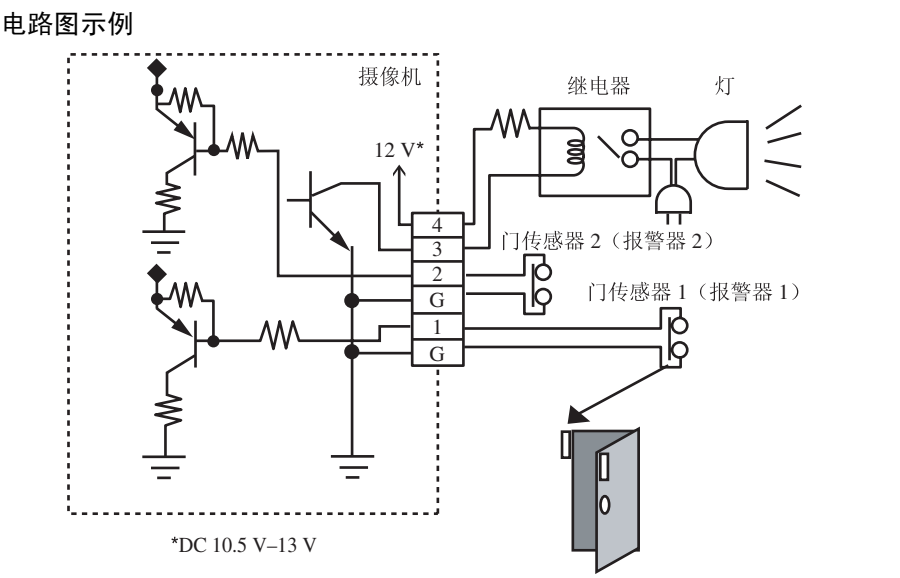 电路图示例
摄像机
继电器
灯
12 V*
4
3
门传感器 2（报警器 2）
2
G
门传感器 1（报警器 1）
1
G
*DC 10.5 V–13 V